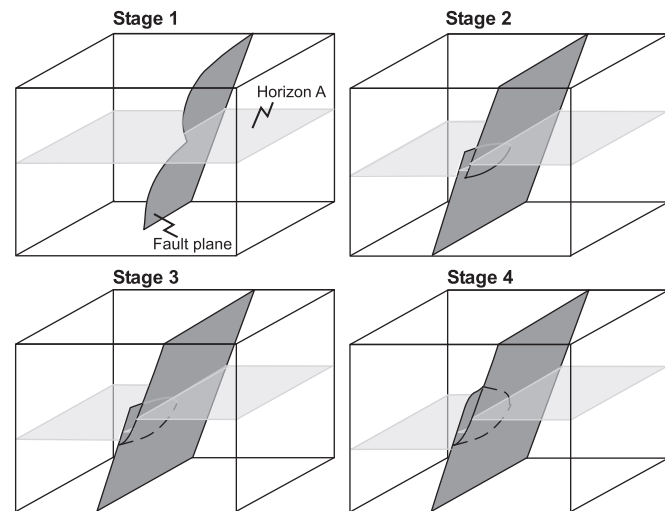 Stage 1
Stage 2
Horizon A
Fault plane
Stage 3
Stage 4